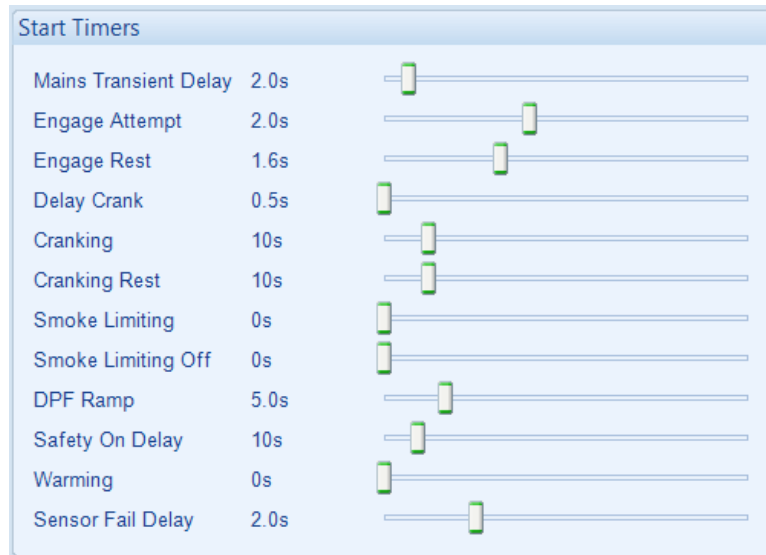 Start Timers
Mains Transient Delay 2.0s
Engage Attempt 2.0s
Engage Rest 1.6s
Delay Crank 0.5s
Cranking 10s
Cranking Rest 10s
Smoke Limiting 0s
Smoke Limiting Off 0s
DPF Ramp 5.0s
Safety On Delay 10s
Warming 0s
Sensor Fail Delay 2.0s